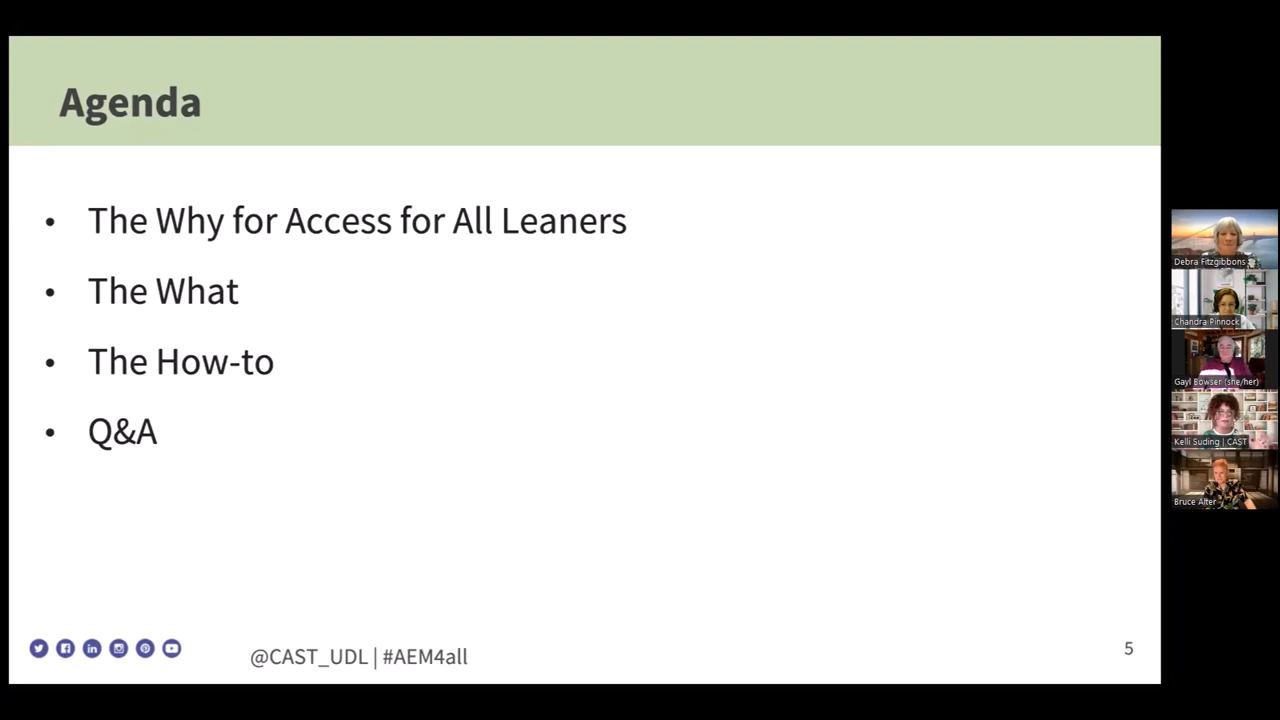 Agenda
• The Why for Access for All Leaners
• The What
• The How-to
• Q&A
@CAST_UDL | #AEM4all
5
Debra Fitzgibbons
Chandra Pinnock
Gayl Bowser (she/her)
Kelli Suding | CAST
Bruce Alter